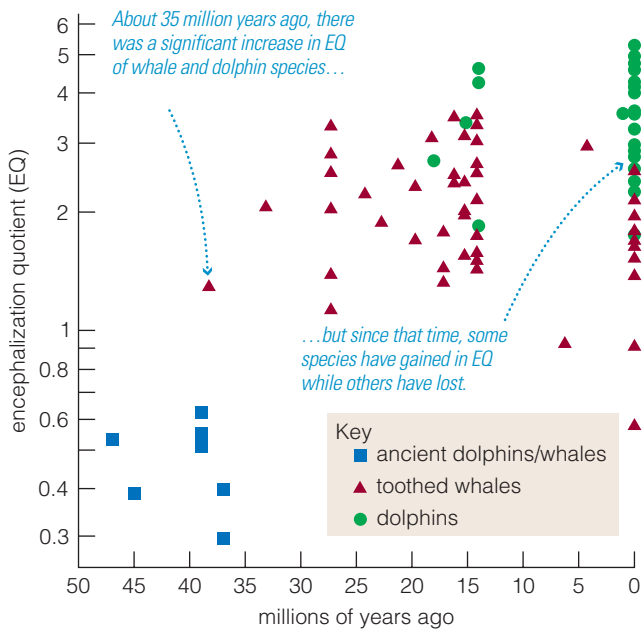 About 35 million years ago, there
was a significant increase in EQ
of whale and dolphin species…
6
5
4
3
2
1
0.8
0.6
0.4
0.3
encephalization quotient (EQ)
…but since that time, some
species have gained in EQ
while others have lost.
Key
ancient dolphins/whales
toothed whales
dolphins
50 45 40 35 30 25 20 15 10 5 0
millions of years ago